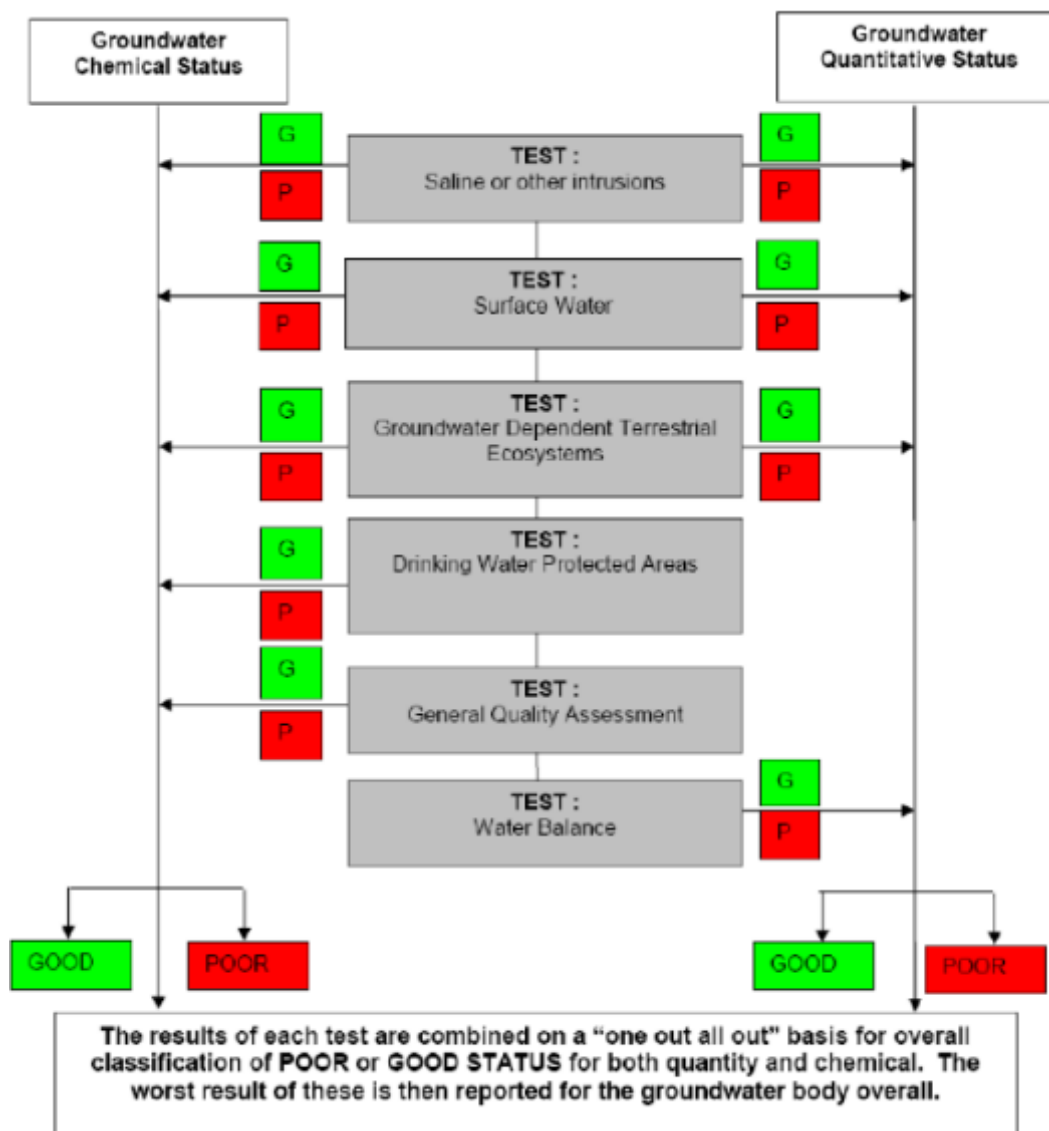 Groundwater
Chemical Status
Groundwater
Quantitative Status
G
G
TEST :
Saline or other intrusions
P
P
G
G
TEST :
Surface Water
P
P
G
G
TEST :
Groundwater Dependent Terrestrial
Ecosystems
P
P
G
TEST :
Drinking Water Protected Areas
P
G
TEST :
General Quality Assessment
P
G
TEST :
Water Balance
P
GOOD
POOR
GOOD
POOR
The results of each test are combined on a “one out all out” basis for overall
classification of POOR or GOOD STATUS for both quantity and chemical. The
worst result of these is then reported for the groundwater body overall.